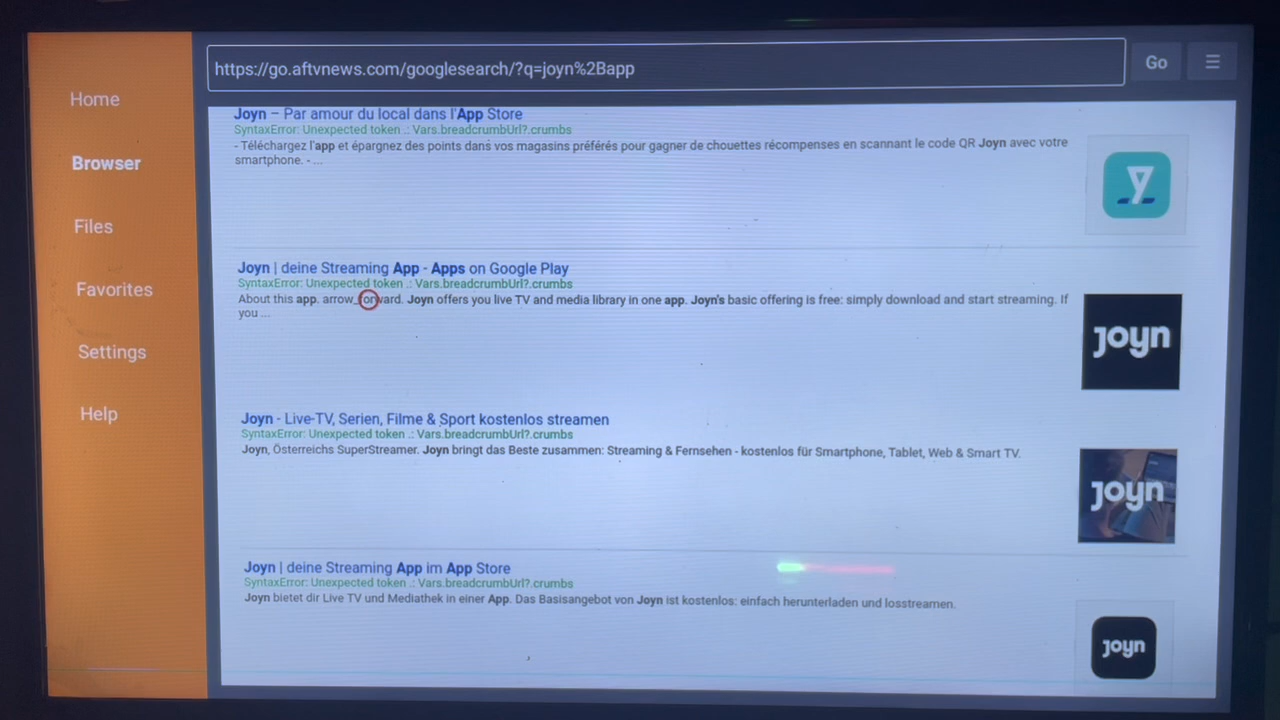 https://go.aftvnews.com/googlesearch/?q=joyn%2Bapp
Go
Home
Browser
Files
Favorites
Settings
Help
Joyn – Par amour du local dans l'App Store
SyntaxError: Unexpected token .: Vars.breadcrumbUrl?.crumbs
- Téléchargez l'app et épargnez des points dans vos magasins préférés pour gagner de chouettes récompenses en scannant le code QR Joyn avec votre
smartphone. - ...
Joyn | deine Streaming App - Apps on Google Play
SyntaxError: Unexpected token .: Vars.breadcrumbUrl?.crumbs
About this app. arrow_forward. Joyn offers you live TV and media library in one app. Joyn's basic offering is free: simply download and start streaming. If
you ...
Joyn
Joyn - Live-TV, Serien, Filme & Sport kostenlos streamen
SyntaxError: Unexpected token .: Vars.breadcrumbUrl?.crumbs
Joyn, Österreichs SuperStreamer. Joyn bringt das Beste zusammen: Streaming & Fernsehen - kostenlos für Smartphone, Tablet, Web & Smart TV.
Joyn
Joyn | deine Streaming App im App Store
SyntaxError: Unexpected token .: Vars.breadcrumbUrl?.crumbs
Joyn bietet dir Live TV und Mediathek in einer App. Das Basisangebot von Joyn ist kostenlos: einfach herunterladen und losstreamen.
Joyn